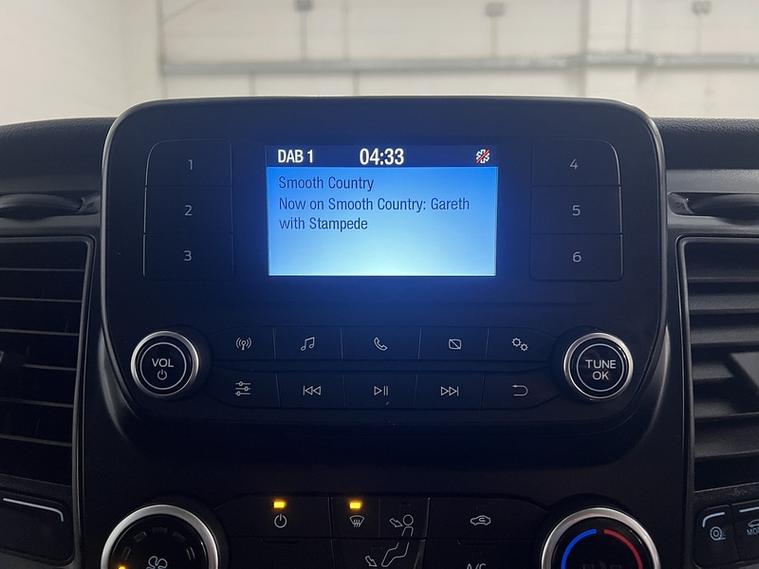 DAB 1 04:33
Smooth Country
Now on Smooth Country: Gareth
with Stampede
1
2
3
4
5
6
VOL
TUNE
OK
A/C